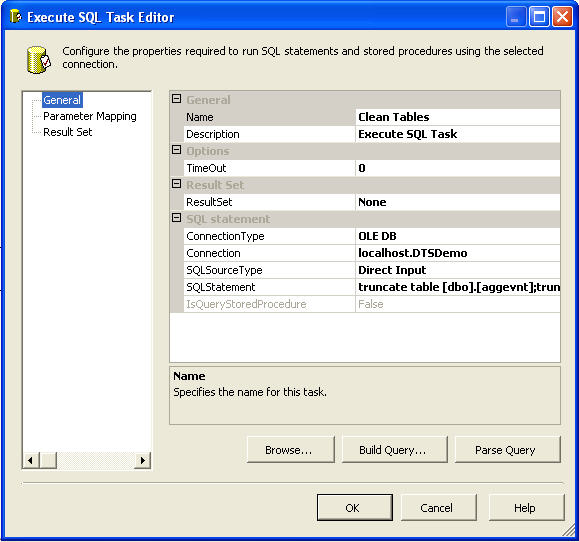 Execute SQL Task Editor
Configure the properties required to run SQL statements and stored procedures using the selected
connection.
General
Parameter Mapping
Result Set
General
Name Clean Tables
Description Execute SQL Task
Options
TimeOut 0
Result Set
ResultSet None
SQL statement
ConnectionType OLE DB
Connection localhost.DTSDemo
SQLSourceType Direct Input
SQLStatement truncate table [dbo].[aggevnt];trun
IsQueryStoredProcedure False
Name
Specifies the name for this task.
Browse... Build Query... Parse Query
OK Cancel Help